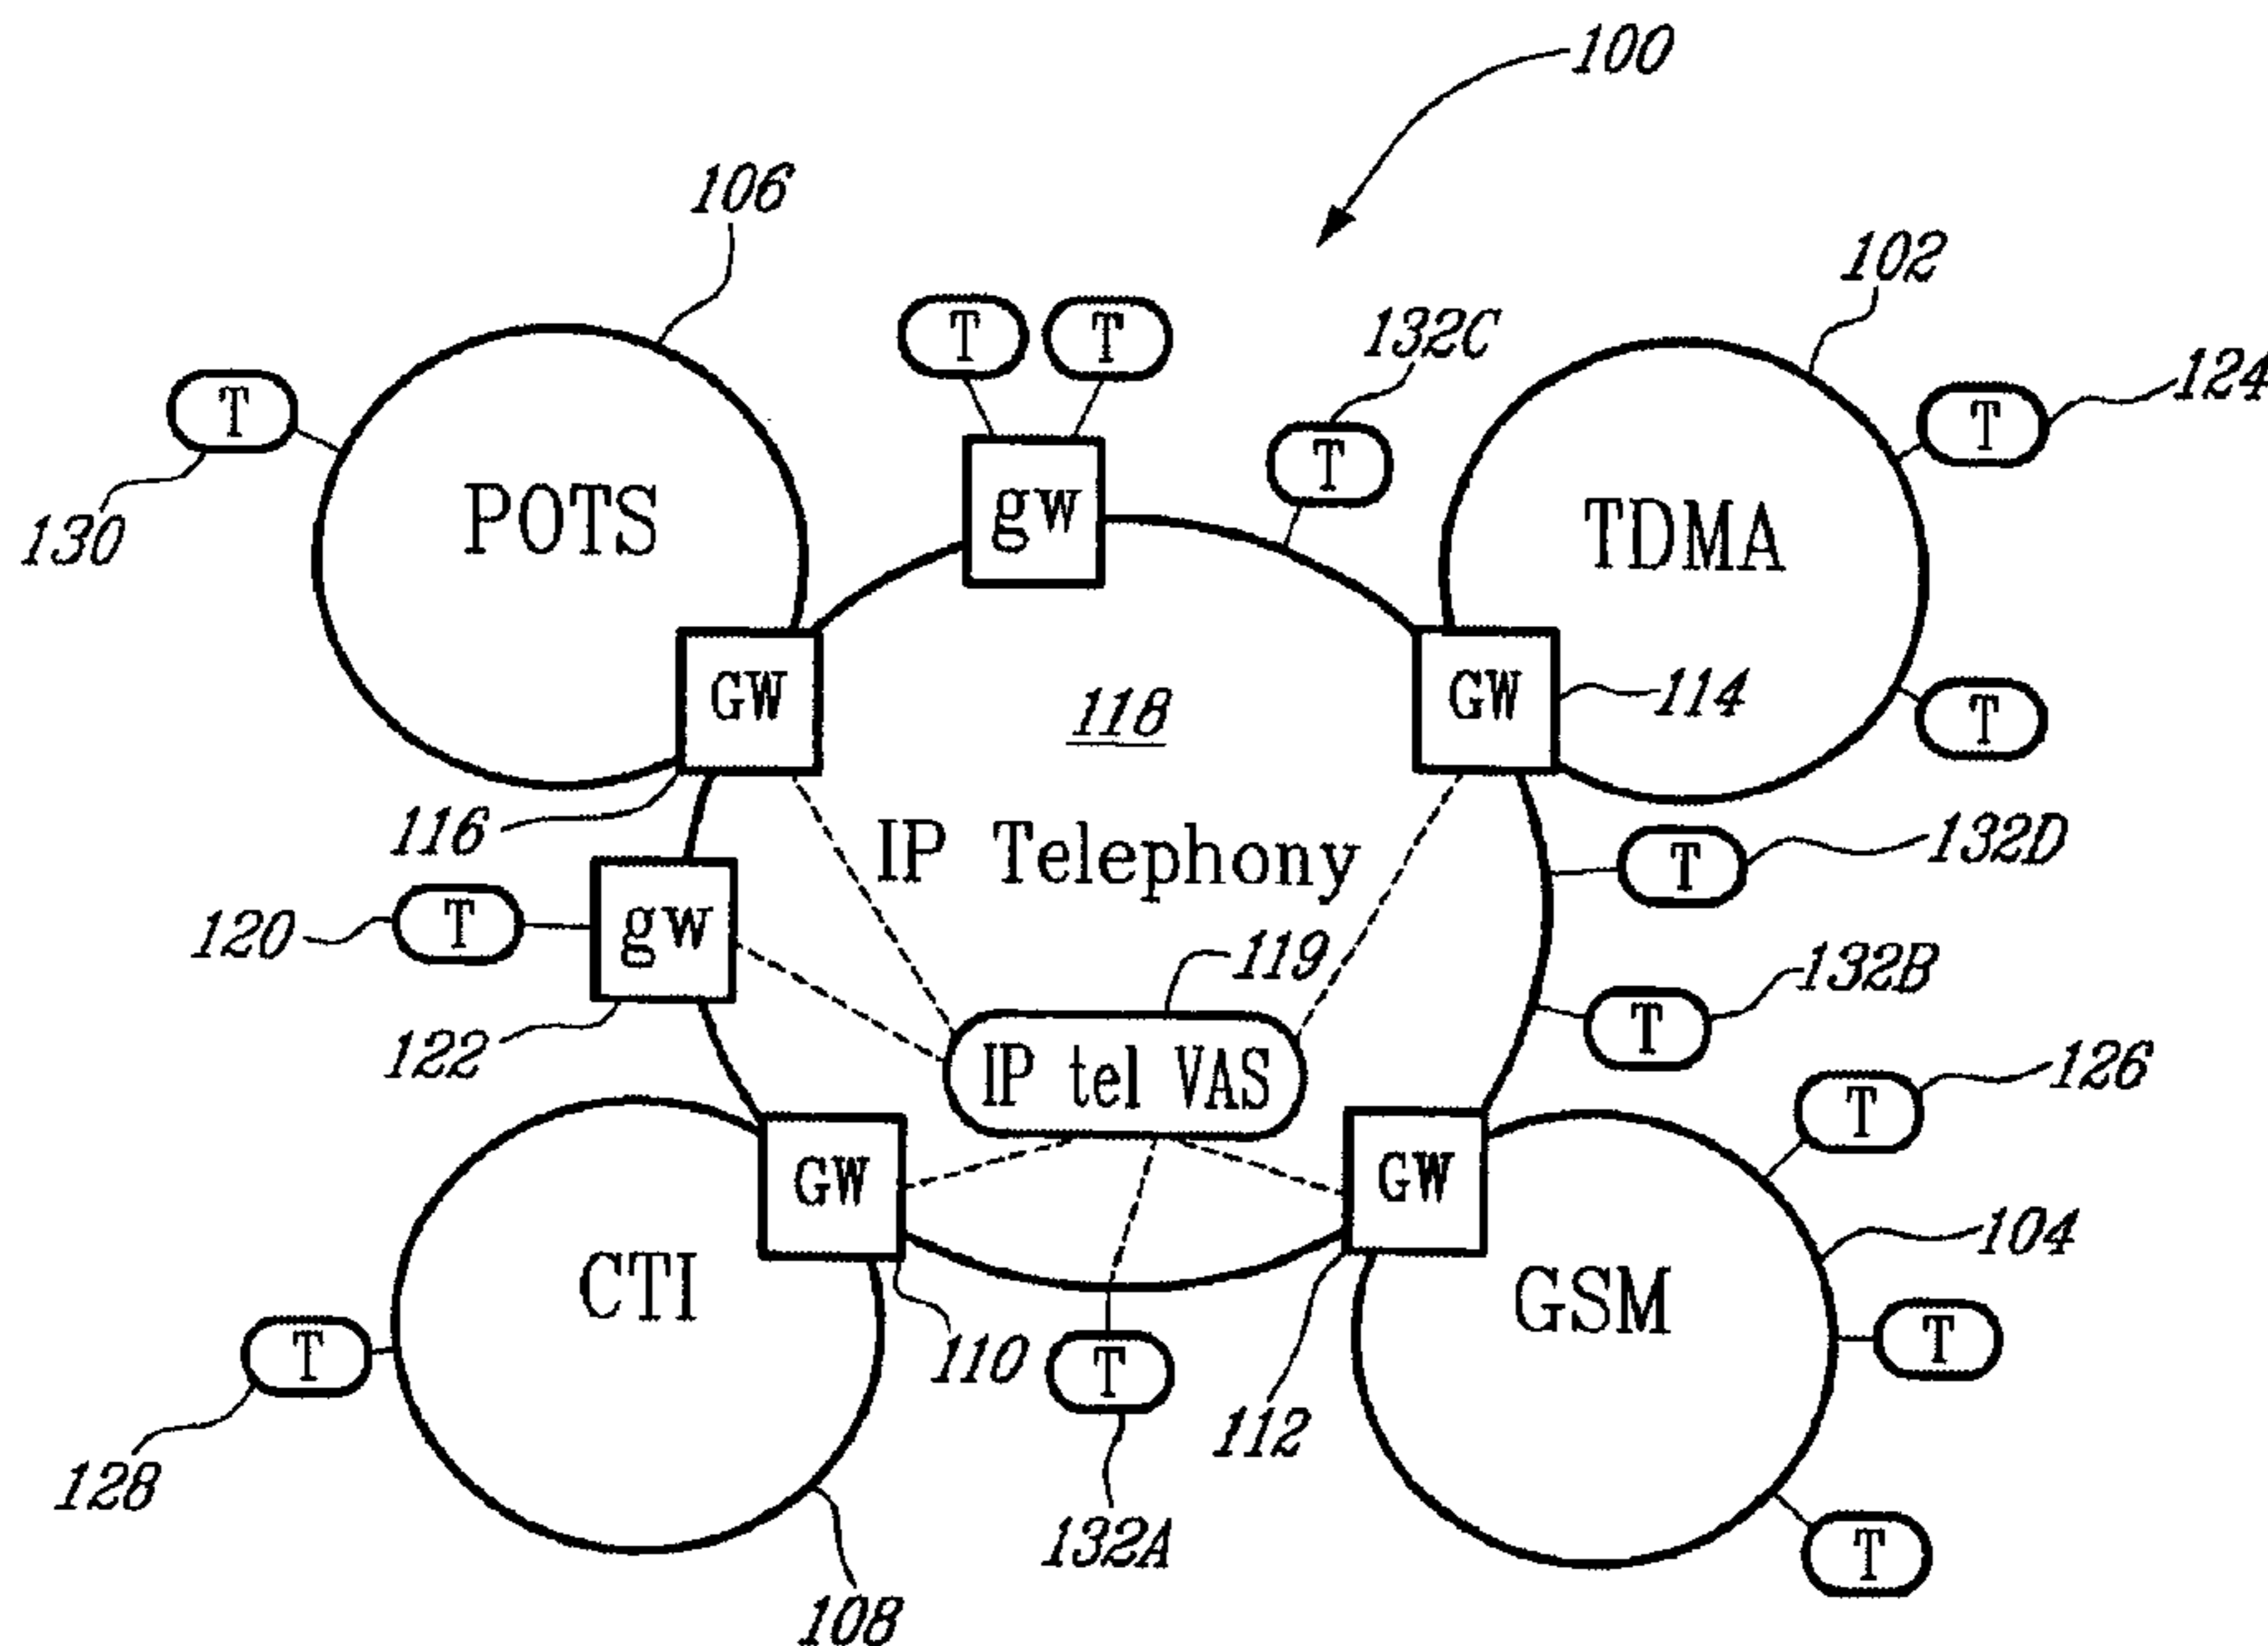 100
106
102
132C
124
T
T
T
T
T
130
POTS
gw
TDMA
GW
118
GW
114
T
116
IP Telephony
T
132D
120
T
gw
119
132B
122
IP tel VAS
T
126
T
GW
GW
104
CTI
GSM
128
T
110
T
112
T
132A
T
108